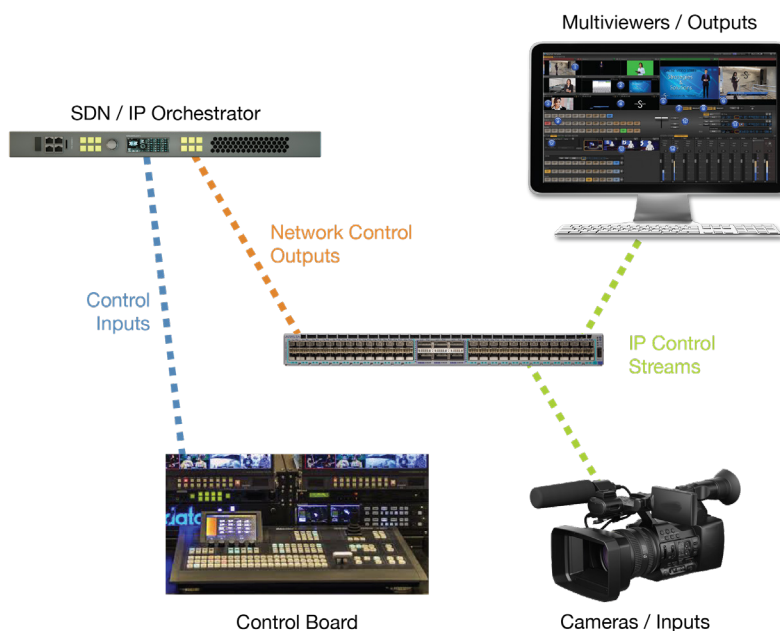 Multiviewers / Outputs
SDN / IP Orchestrator
Network Control
Outputs
Control
Inputs
IP Control
Streams
Control Board
Cameras / Inputs